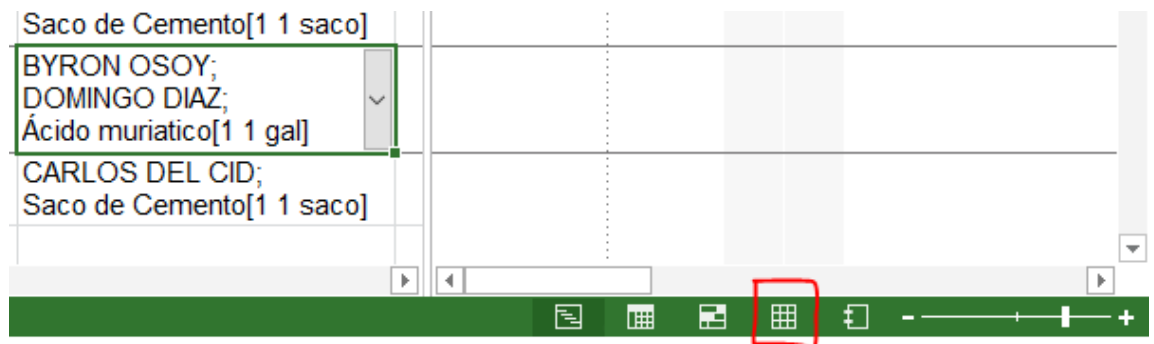 Saco de Cemento[1 1 saco]
BYRON OSOY;
DOMINGO DIAZ;
Ácido muriatico[1 1 gal]
CARLOS DEL CID;
Saco de Cemento[1 1 saco]